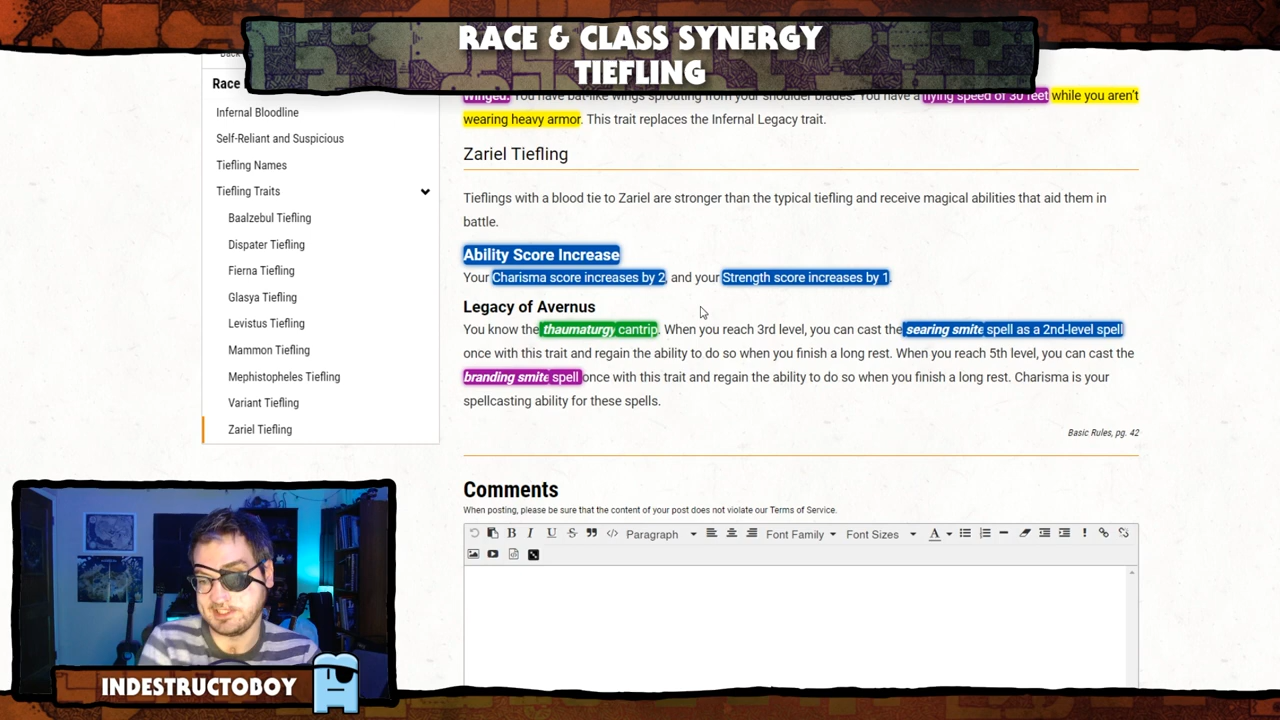 RACE & CLASS SYNERGY
TIEFLING
Race
Infernal Bloodline
Self-Reliant and Suspicious
Tiefling Names
Tiefling Traits
Baalzebul Tiefling
Dispater Tiefling
Fierna Tiefling
Glasya Tiefling
Levistus Tiefling
Mammon Tiefling
Mephistopheles Tiefling
Variant Tiefling
Zariel Tiefling
Winged. You have bat-like wings sprouting from your shoulder blades. You have a flying speed of 30 feet while you aren't
wearing heavy armor. This trait replaces the Infernal Legacy trait.
Zariel Tiefling
Tieflings with a blood tie to Zariel are stronger than the typical tiefling and receive magical abilities that aid them in
battle.
Ability Score Increase
Your Charisma score increases by 2, and your Strength score increases by 1.
Legacy of Avernus
You know the thaumaturgy cantrip. When you reach 3rd level, you can cast the searing smite spell as a 2nd-level spell
once with this trait and regain the ability to do so when you finish a long rest. When you reach 5th level, you can cast the
branding smite spell once with this trait and regain the ability to do so when you finish a long rest. Charisma is your
spellcasting ability for these spells.
Basic Rules, pg. 42
Comments
When posting, please be sure that the content of your post does not violate our Terms of Service.
B I U S Paragraph Font Family Font Sizes A
INDESTRUCTOBOY